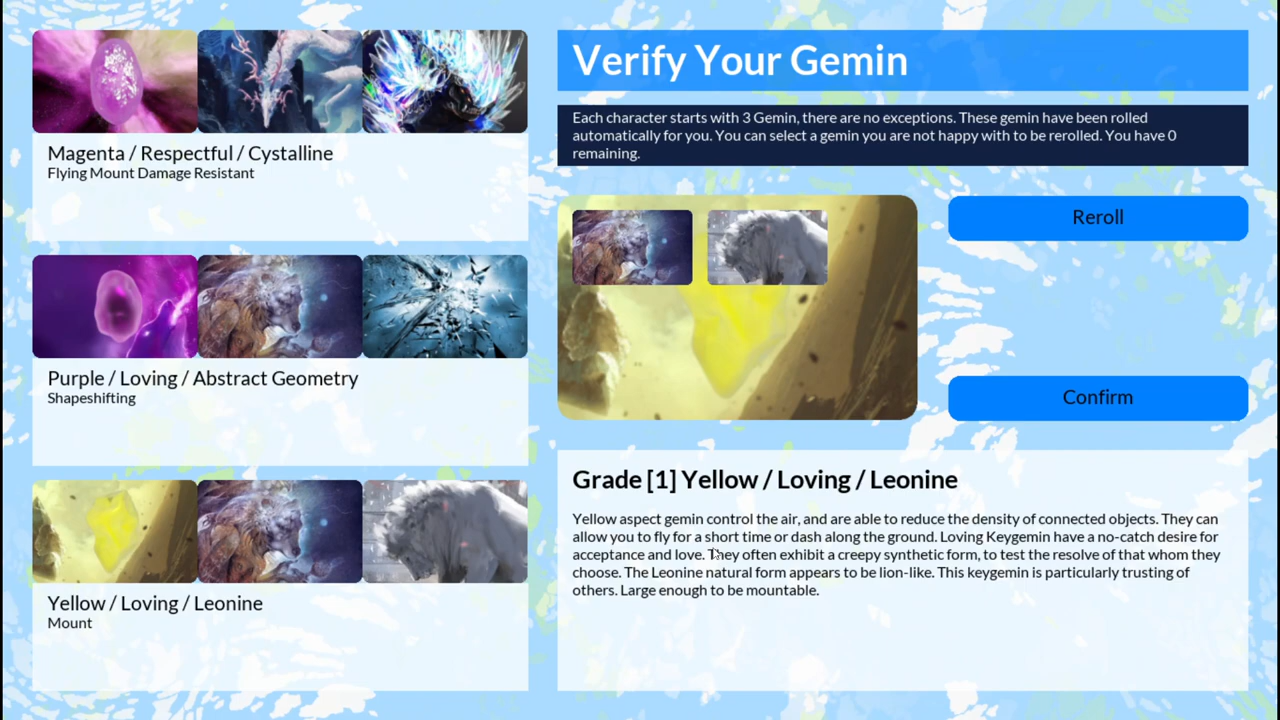 Magenta / Respectful / Cystalline
Flying Mount Damage Resistant
Purple / Loving / Abstract Geometry
Shapeshifting
Yellow / Loving / Leonine
Mount
Verify Your Gemin
Each character starts with 3 Gemin, there are no exceptions. These gemin have been rolled
automatically for you. You can select a gemin you are not happy with to be rerolled. You have 0
remaining.
Reroll
Confirm
Grade [1] Yellow / Loving / Leonine
Yellow aspect gemin control the air, and are able to reduce the density of connected objects. They can
allow you to fly for a short time or dash along the ground. Loving Keygemin have a no-catch desire for
acceptance and love. They often exhibit a creepy synthetic form, to test the resolve of that whom they
choose. The Leonine natural form appears to be lion-like. This keygemin is particularly trusting of
others. Large enough to be mountable.